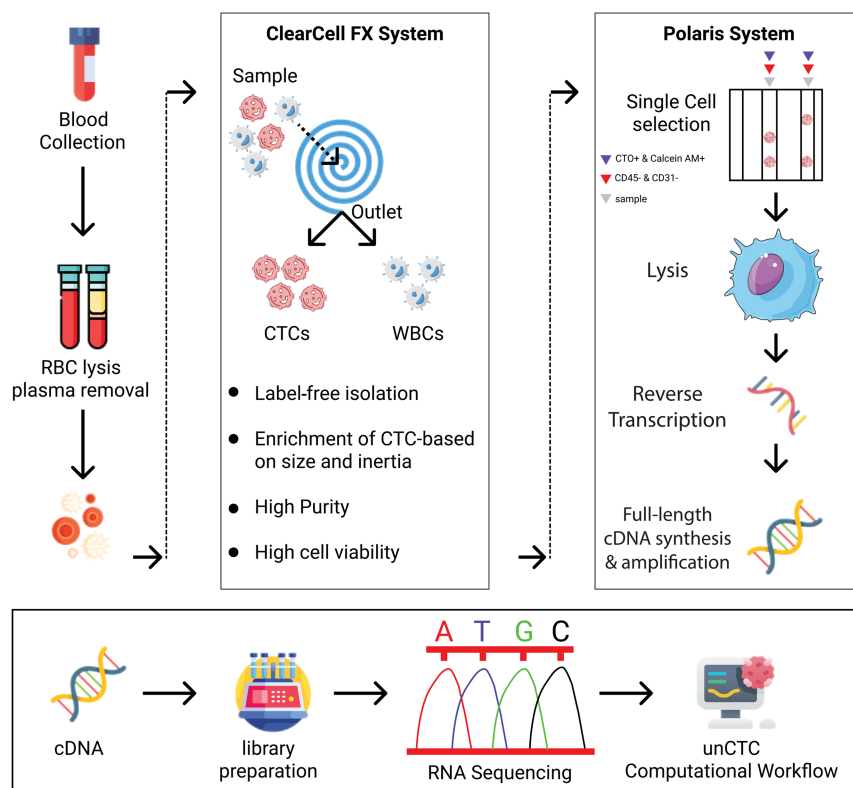 Blood
Collection
RBC lysis
plasma removal
ClearCell FX System
Sample
Outlet
CTCs
WBCs
Label-free isolation
Enrichment of CTC-based
on size and inertia
High Purity
High cell viability
Polaris System
Single Cell
selection
CTO+ & Calcein AM+
CD45- & CD31-
sample
Lysis
Reverse
Transcription
Full-length
cDNA synthesis
& amplification
cDNA
library
preparation
A T G C
RNA Sequencing
unCTC
Computational Workflow